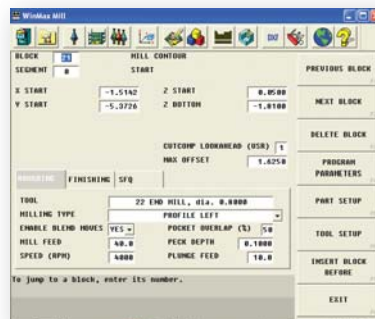 WinMax Mill
BLOCK 21 MILL CONTOUR
SEGMENT 0 START
X START -1.5142 Z START 0.0500
Y START -5.3726 Z BOTTOM -1.0100
CUTCOMP LOOKAHEAD (USR) 1
MAX OFFSET 1.6250
ROUGHING FINISHING SFQ
TOOL 22 END MILL, dia. 0.8000
MILLING TYPE PROFILE LEFT
ENABLE BLEND MOVES YES POCKET OVERLAP (%) 50
MILL FEED 40.0 PECK DEPTH 0.1000
SPEED (RPM) 4000 PLUNGE FEED 10.0
To jump to a block, enter its number.
PREVIOUS BLOCK
NEXT BLOCK
DELETE BLOCK
PROGRAM
PARAMETERS
PART SETUP
TOOL SETUP
INSERT BLOCK
BEFORE
EXIT
DXF